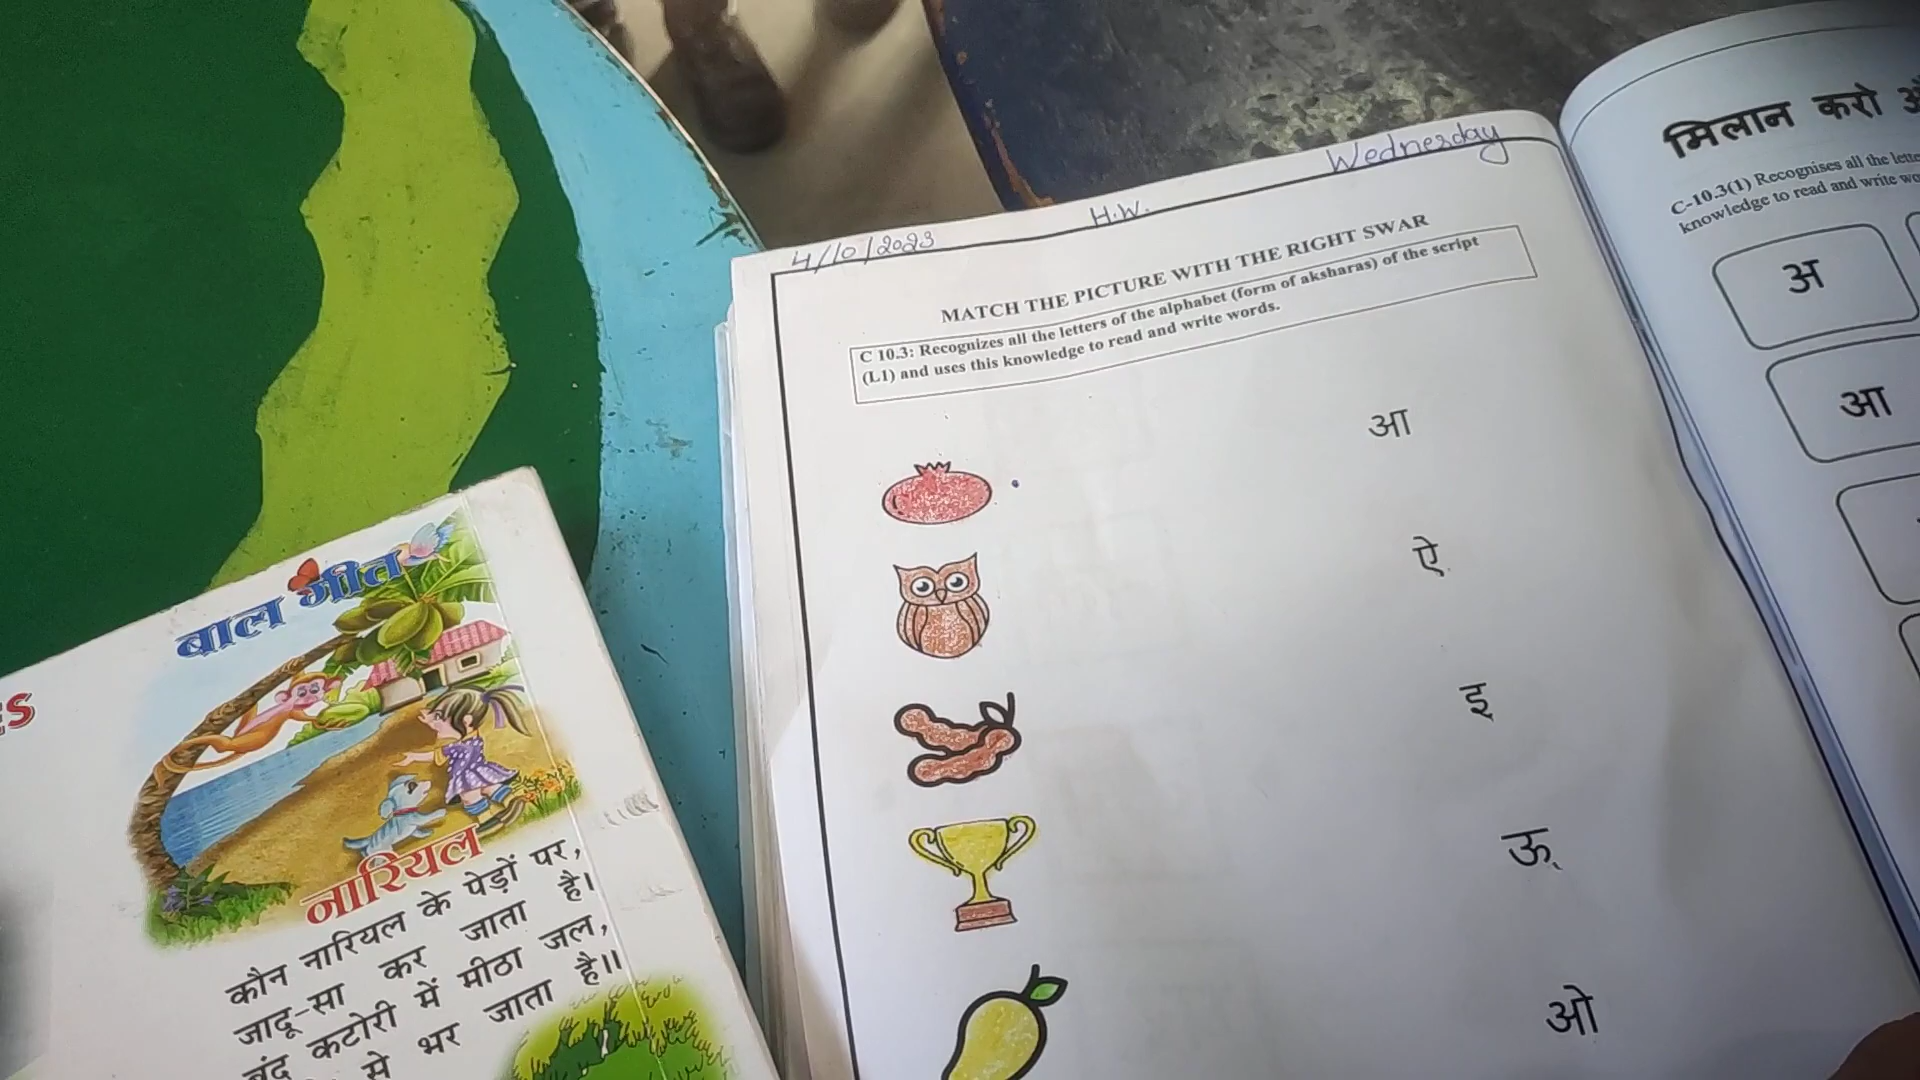 बाल गीत
ES
नारियल
कौन नारियल के पेड़ों पर,
जादू-सा कर जाता है।
बंद कटोरी में मीठा जल,
से भर जाता है॥
Wednesday
H.W.
4/10/2023
MATCH THE PICTURE WITH THE RIGHT SWAR
C 10.3: Recognizes all the letters of the alphabet (form of aksharas) of the script
(L1) and uses this knowledge to read and write words.
आ
ऐ
इ
ऊ
ओ
मिलान करो
C-10.3(1) Recognises all the
knowledge to read and write
अ
आ